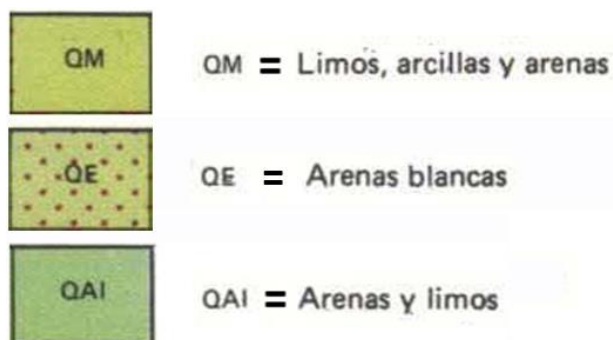 QM QM = Limos, arcillas y arenas
QE QE = Arenas blancas
QAI QAI = Arenas y limos